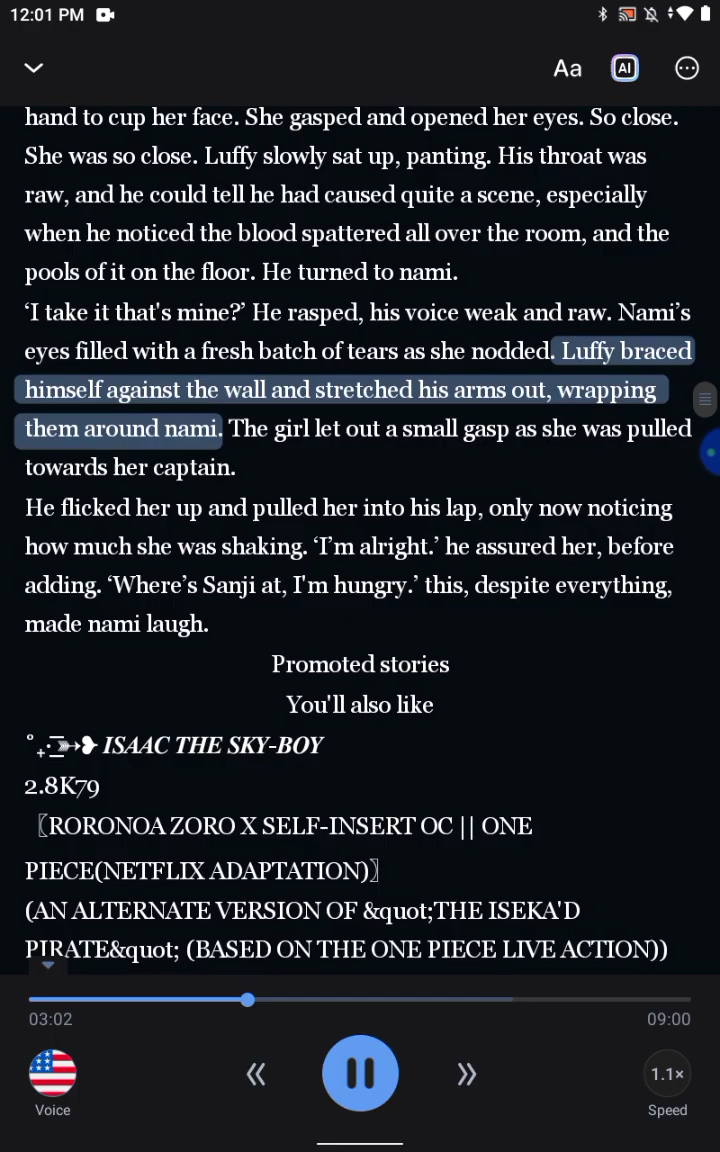 12:01 PM
Aa
AI
hand to cup her face. She gasped and opened her eyes. So close.
She was so close. Luffy slowly sat up, panting. His throat was
raw, and he could tell he had caused quite a scene, especially
when he noticed the blood spattered all over the room, and the
pools of it on the floor. He turned to nami.
‘I take it that's mine?’ He rasped, his voice weak and raw. Nami’s
eyes filled with a fresh batch of tears as she nodded. Luffy braced
himself against the wall and stretched his arms out, wrapping
them around nami. The girl let out a small gasp as she was pulled
towards her captain.
He flicked her up and pulled her into his lap, only now noticing
how much she was shaking. ‘I’m alright.’ he assured her, before
adding. ‘Where’s Sanji at, I'm hungry.’ this, despite everything,
made nami laugh.
Promoted stories
You'll also like
ISAAC THE SKY-BOY
2.8K79
〖RORONOA ZORO X SELF-INSERT OC || ONE
PIECE(NETFLIX ADAPTATION)〗
(AN ALTERNATE VERSION OF &quot;THE ISEKA'D
PIRATE&quot; (BASED ON THE ONE PIECE LIVE ACTION))
03:02
09:00
1.1×
Voice
Speed